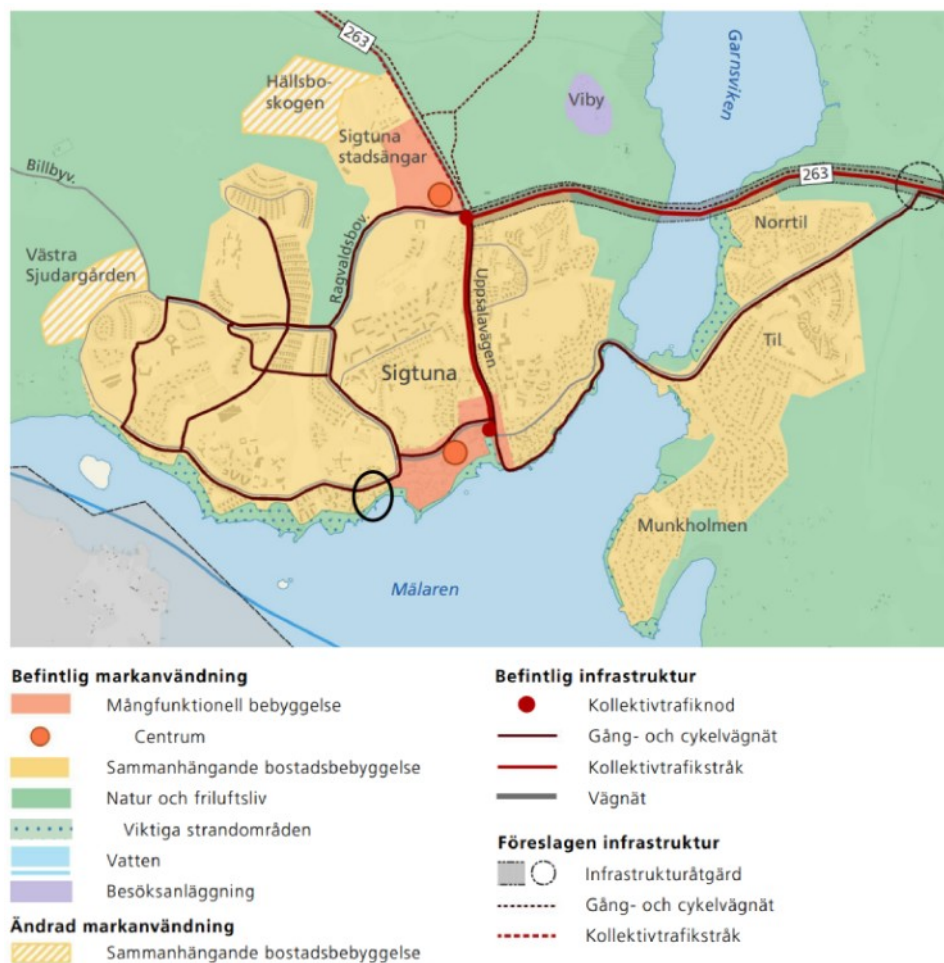 263
Hällsbo-
skogen
Viby
Garnsviken
Sigtuna
stadsängar
Billbyv.
263
Norrtil
Ragvaldsbov.
Västra
Sjudargården
Uppsalavägen
Til
Sigtuna
Munkholmen
Mälaren
Befintlig markanvändning
Mångfunktionell bebyggelse
Centrum
Sammanhängande bostadsbebyggelse
Natur och friluftsliv
Viktiga strandområden
Vatten
Besöksanläggning
Ändrad markanvändning
Sammanhängande bostadsbebyggelse
Befintlig infrastruktur
Kollektivtrafiknod
Gång- och cykelvägnät
Kollektivtrafikstråk
Vägnät
Föreslagen infrastruktur
Infrastrukturåtgärd
Gång- och cykelvägnät
Kollektivtrafikstråk